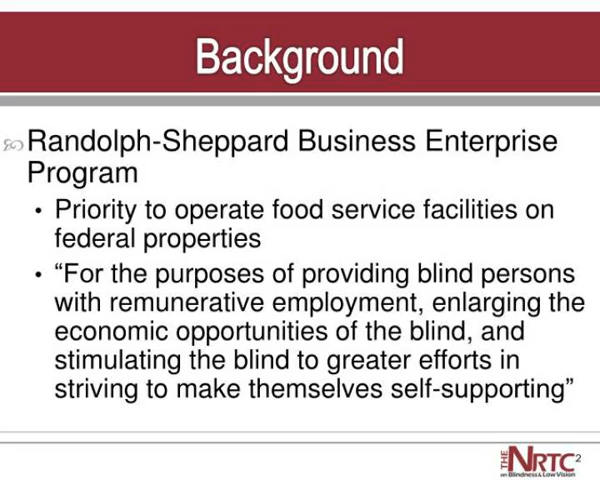 Background
Randolph-Sheppard Business Enterprise
Program
• Priority to operate food service facilities on
federal properties
• “For the purposes of providing blind persons
with remunerative employment, enlarging the
economic opportunities of the blind, and
stimulating the blind to greater efforts in
striving to make themselves self-supporting”
THE NRTC 2
on Blindness & Low Vision